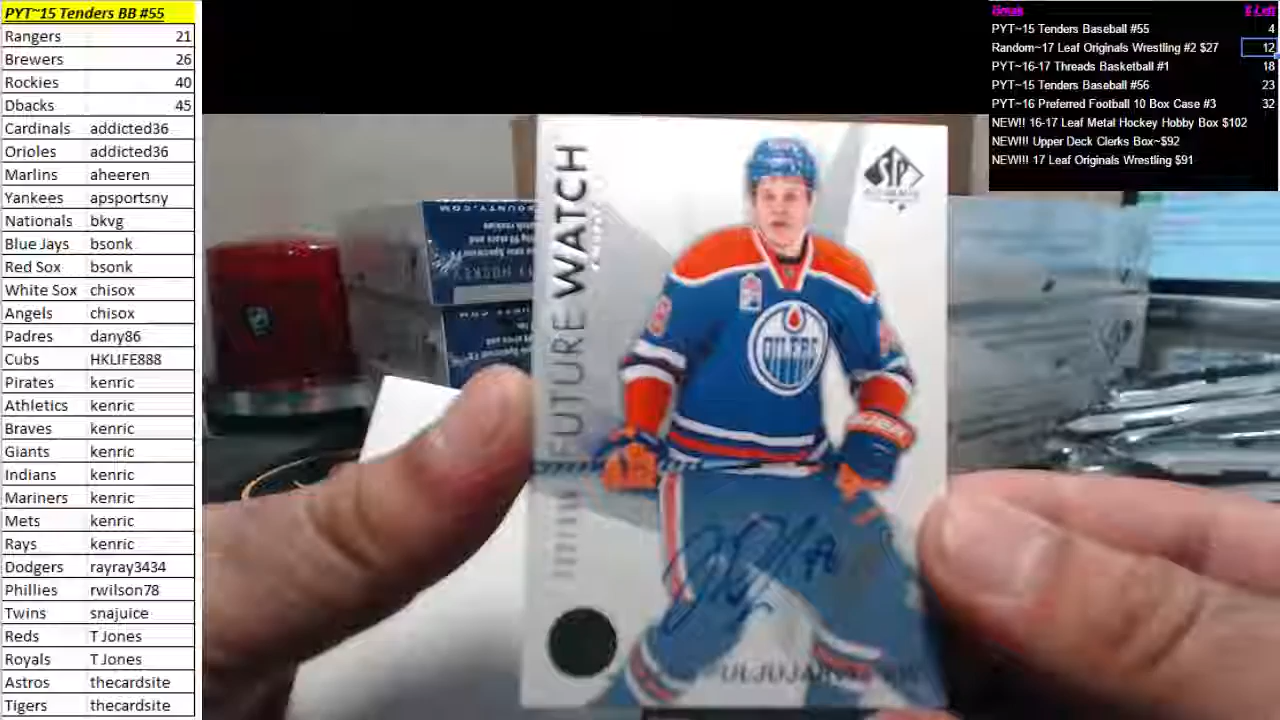 PYT~15 Tenders BB #55
Rangers 21
Brewers 26
Rockies 40
Dbacks 45
Cardinals addicted36
Orioles addicted36
Marlins aheeren
Yankees apsportsny
Nationals bkvg
Blue Jays bsonk
Red Sox bsonk
White Sox chisox
Angels chisox
Padres dany86
Cubs HKLIFE888
Pirates kenric
Athletics kenric
Braves kenric
Giants kenric
Indians kenric
Mariners kenric
Mets kenric
Rays kenric
Dodgers rayray3434
Phillies rwilson78
Twins snajuice
Reds T Jones
Royals T Jones
Astros thecardsite
Tigers thecardsite
FUTURE WATCH
SP
AUTHENTIC
OILERS
Break # Left
PYT~15 Tenders Baseball #55 4
Random~17 Leaf Originals Wrestling #2 $27 12
PYT~16-17 Threads Basketball #1 18
PYT~15 Tenders Baseball #56 23
PYT~16 Preferred Football 10 Box Case #3 32
NEW!! 16-17 Leaf Metal Hockey Hobby Box $102
NEW!!! Upper Deck Clerks Box~$92
NEW!!! 17 Leaf Originals Wrestling $91